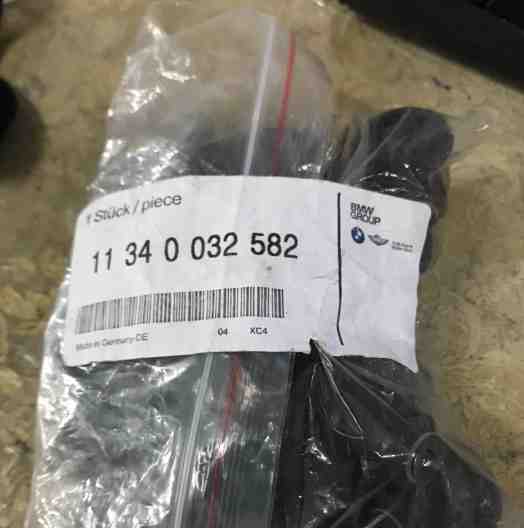 1 Stück / piece
11 34 0 032 582
Made in Germany-DE
04 XC4
BMW
GROUP